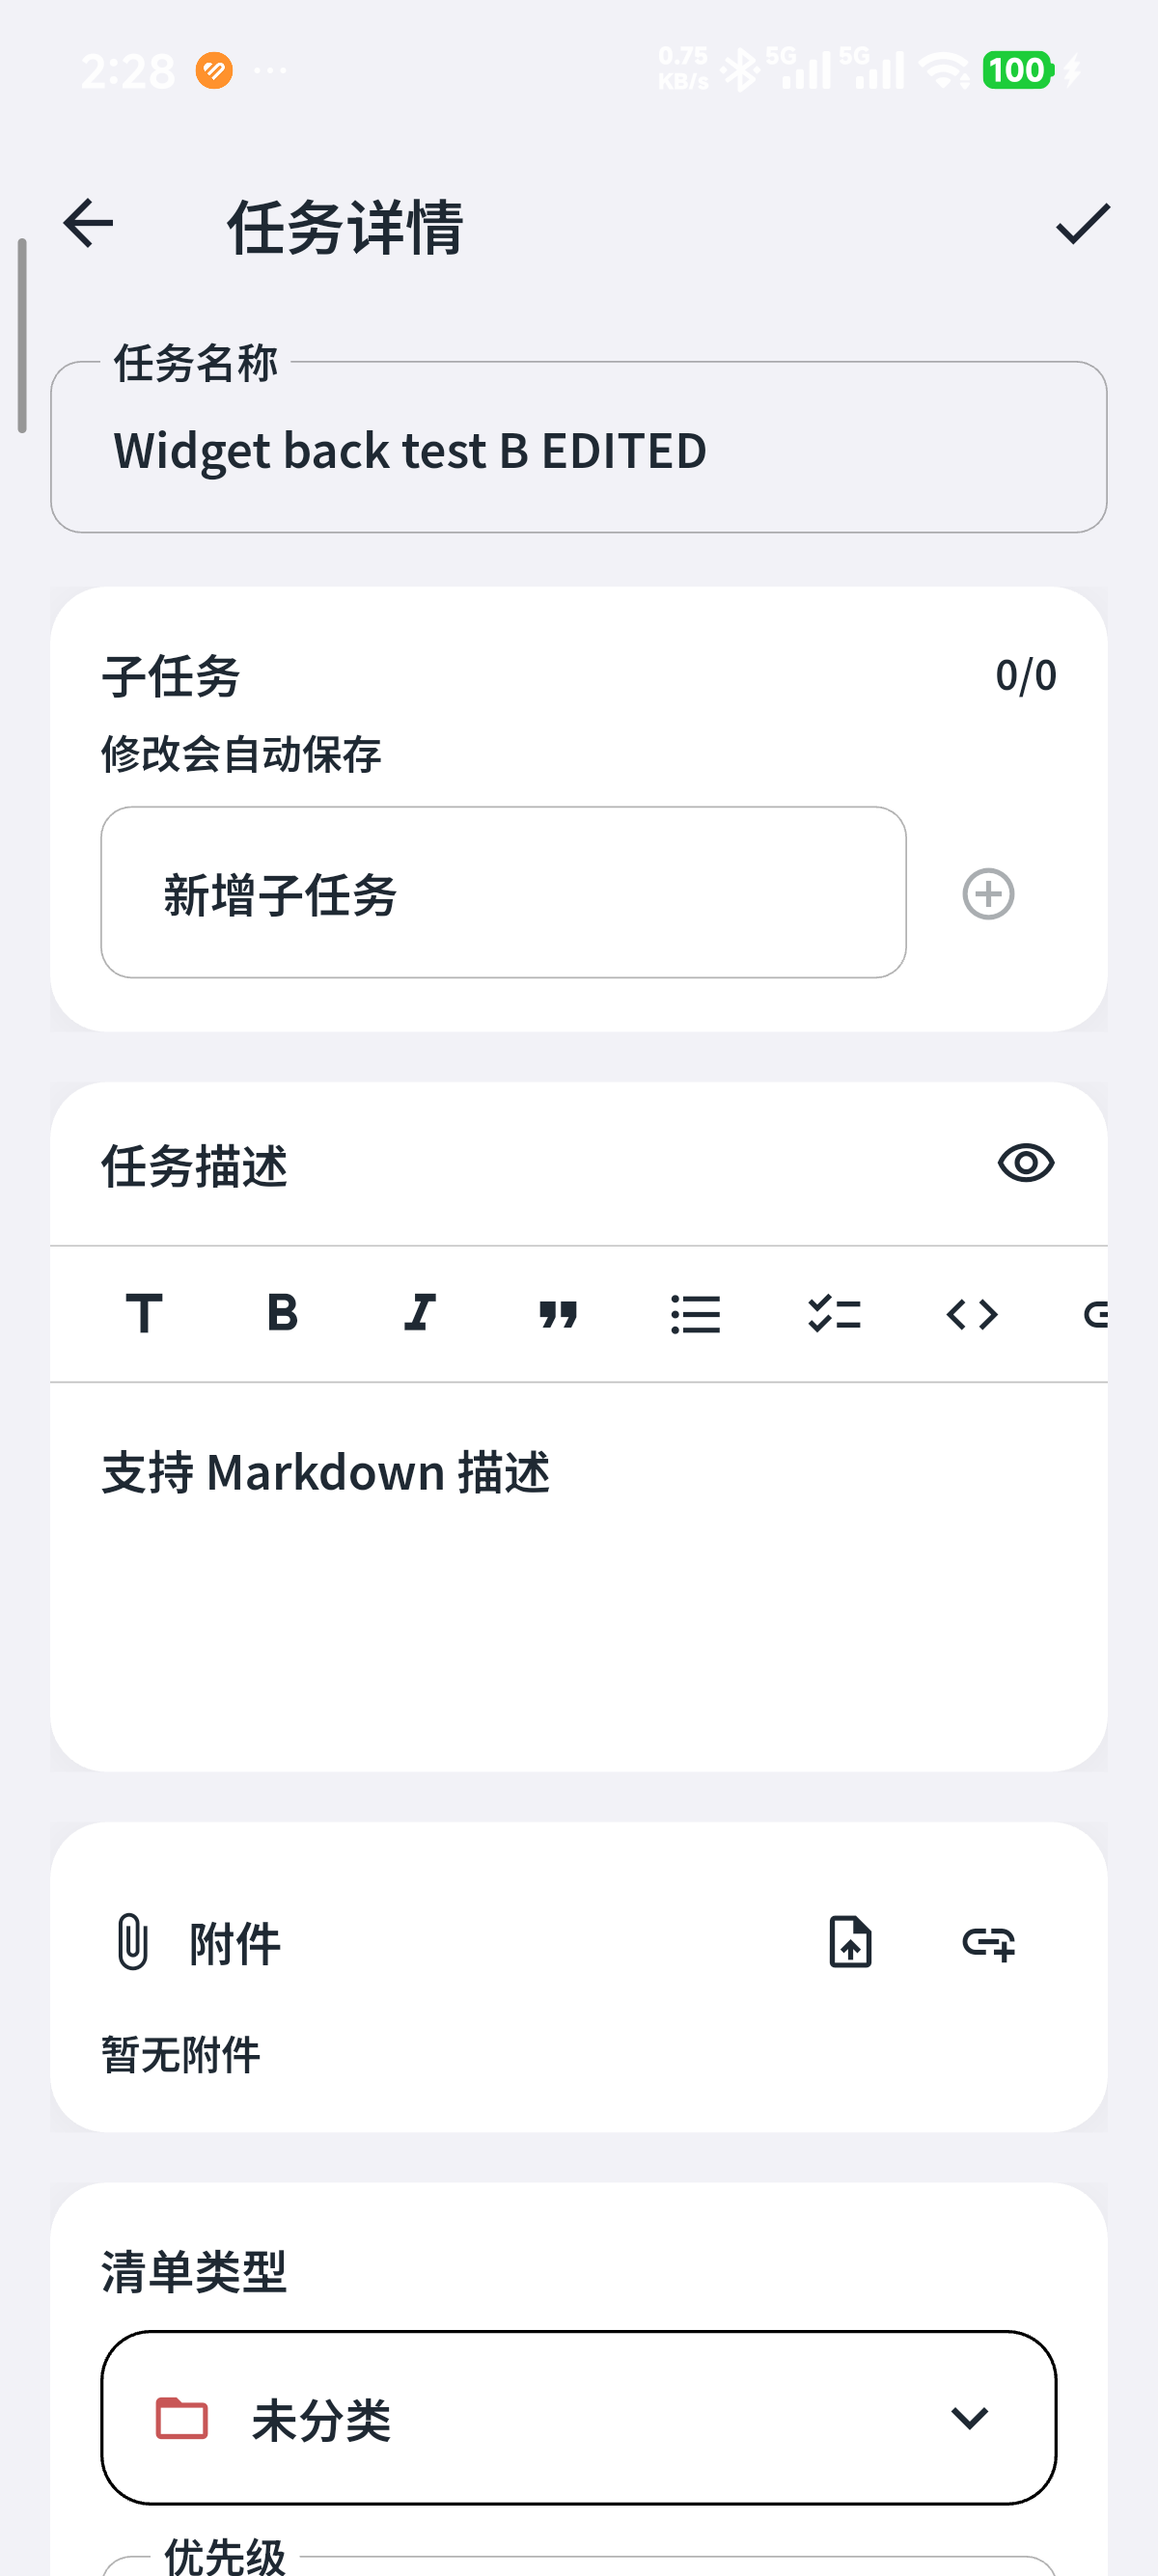 2:28
0.75 KB/s 5G 5G 100
任务详情
任务名称
Widget back test B EDITED
子任务 0/0
修改会自动保存
新增子任务
任务描述
T B I
支持 Markdown 描述
附件
暂无附件
清单类型
未分类
优先级